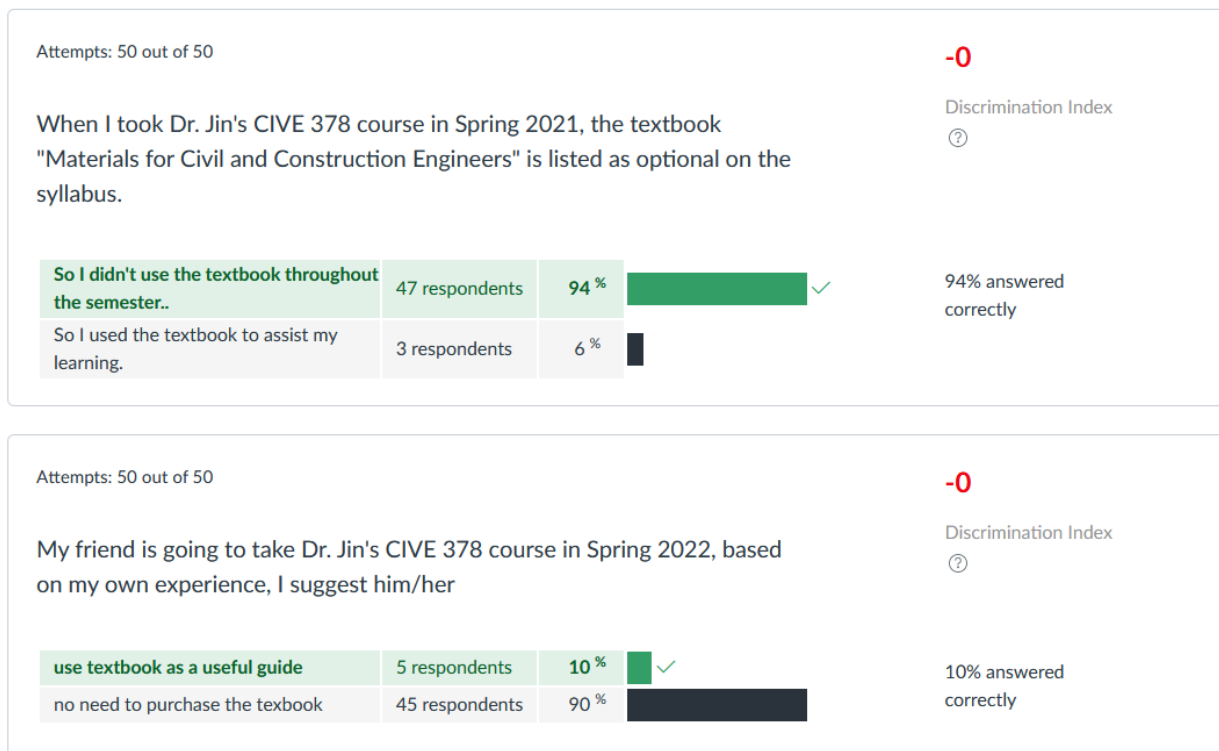 Attempts: 50 out of 50
-0
Discrimination Index
?
When I took Dr. Jin's CIVE 378 course in Spring 2021, the textbook
"Materials for Civil and Construction Engineers" is listed as optional on the
syllabus.
So I didn't use the textbook throughout
the semester..
47 respondents
94 %
94% answered
correctly
So I used the textbook to assist my
learning.
3 respondents
6 %
Attempts: 50 out of 50
-0
Discrimination Index
?
My friend is going to take Dr. Jin's CIVE 378 course in Spring 2022, based
on my own experience, I suggest him/her
use textbook as a useful guide
5 respondents
10 %
10% answered
correctly
no need to purchase the texbook
45 respondents
90 %